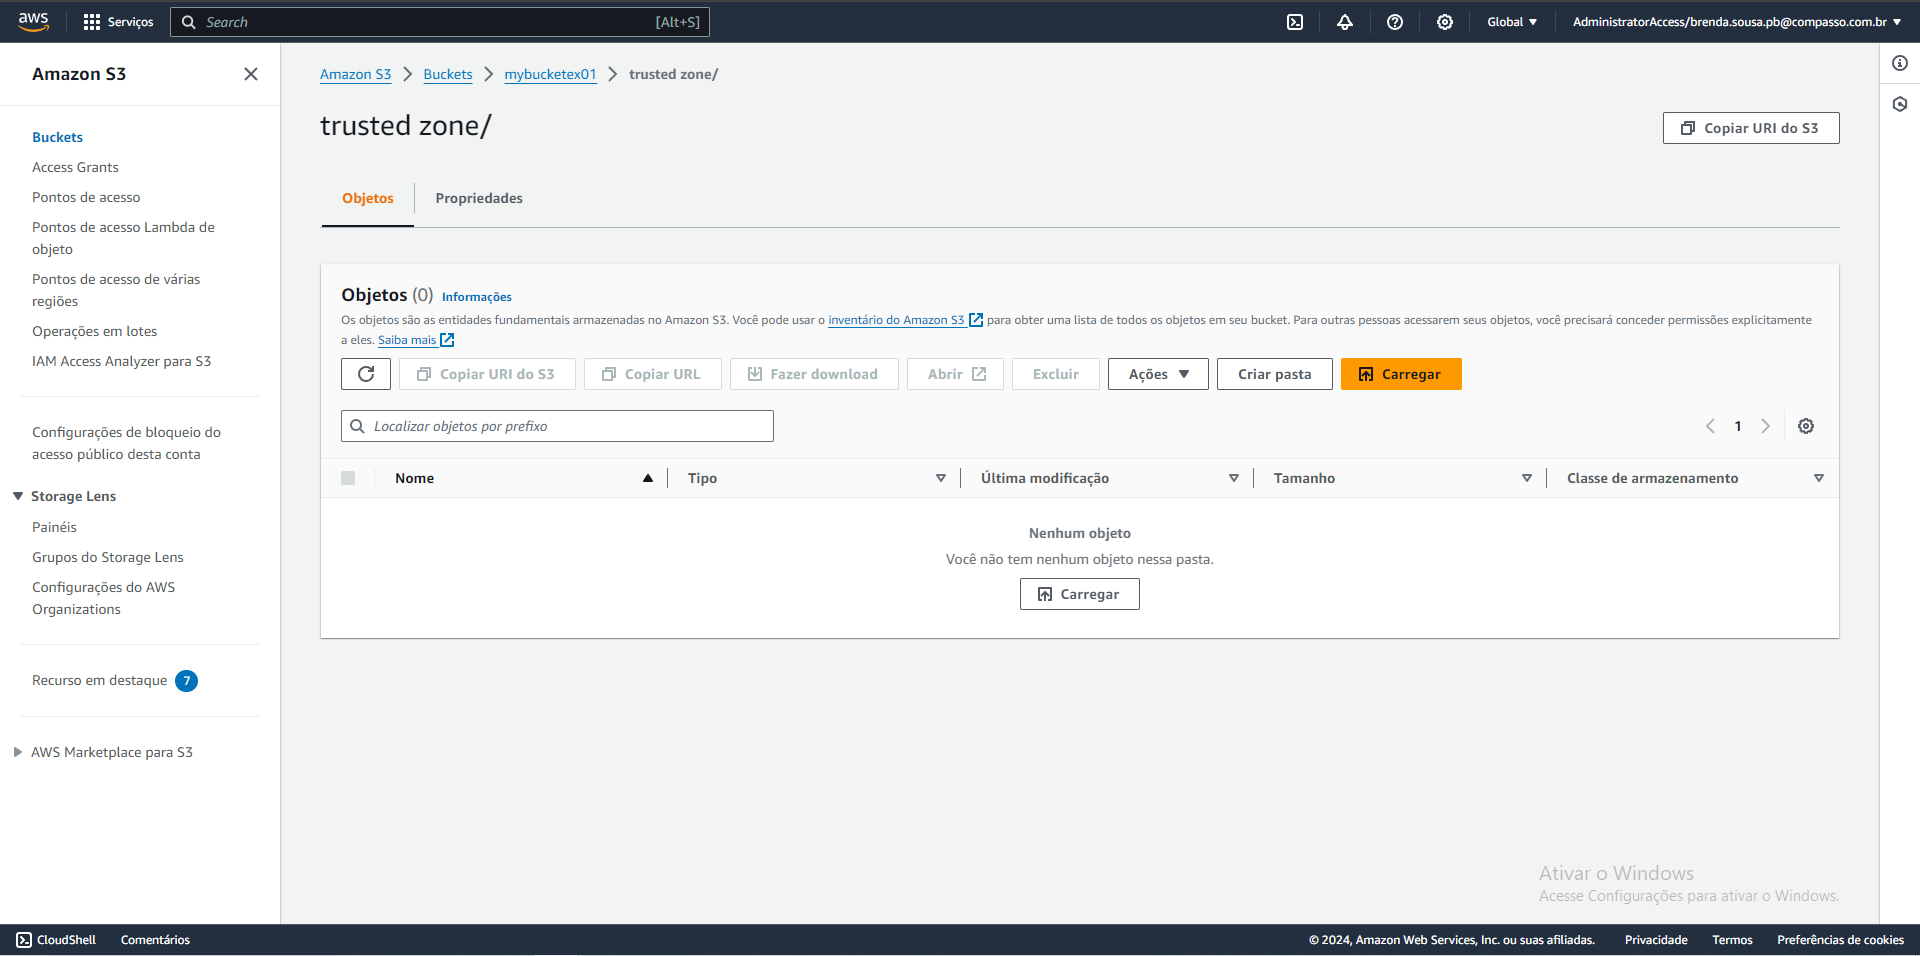 aws
Serviços
Search
[Alt+S]
Global
AdministratorAccess/brenda.sousa.pb@compasso.com.br
Amazon S3
Buckets
Access Grants
Pontos de acesso
Pontos de acesso Lambda de
objeto
Pontos de acesso de várias
regiões
Operações em lotes
IAM Access Analyzer para S3
Configurações de bloqueio do
acesso público desta conta
Storage Lens
Painéis
Grupos do Storage Lens
Configurações do AWS
Organizations
Recurso em destaque 7
AWS Marketplace para S3
Amazon S3 Buckets mybucketex01 trusted zone/
trusted zone/
Copiar URI do S3
Objetos
Propriedades
Objetos (0) Informações
Os objetos são as entidades fundamentais armazenadas no Amazon S3. Você pode usar o inventário do Amazon S3 para obter uma lista de todos os objetos em seu bucket. Para outras pessoas acessarem seus objetos, você precisará conceder permissões explicitamente
a eles. Saiba mais
Copiar URI do S3
Copiar URL
Fazer download
Abrir
Excluir
Ações
Criar pasta
Carregar
Localizar objetos por prefixo
1
Nome
Tipo
Última modificação
Tamanho
Classe de armazenamento
Nenhum objeto
Você não tem nenhum objeto nessa pasta.
Carregar
Ativar o Windows
Acesse Configurações para ativar o Windows.
CloudShell
Comentários
© 2024, Amazon Web Services, Inc. ou suas afiliadas.
Privacidade
Termos
Preferências de cookies